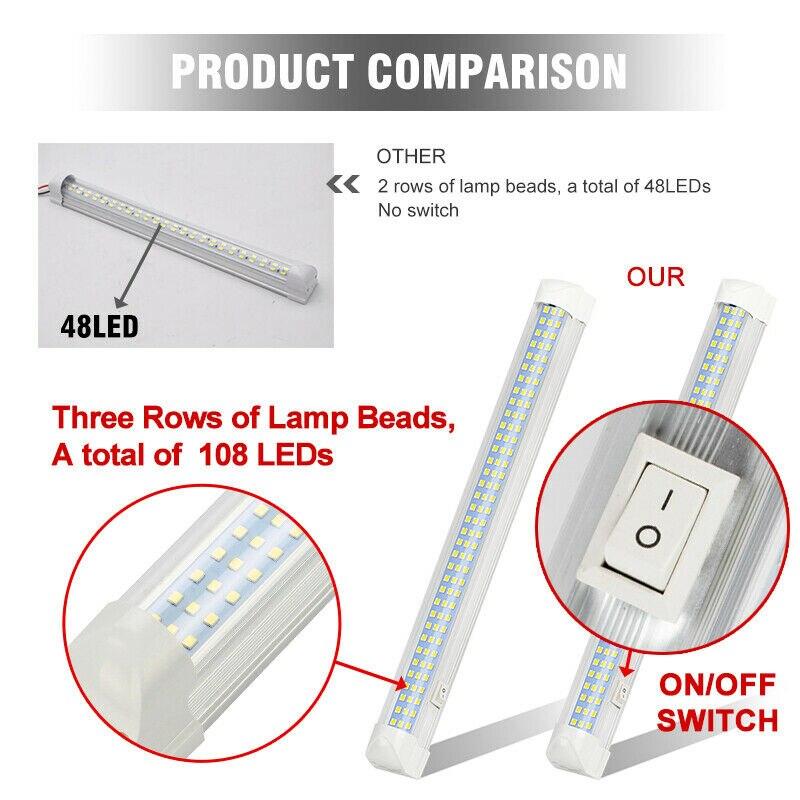 PRODUCT COMPARISON
OTHER
2 rows of lamp beads, a total of 48LEDs
No switch
48LED
OUR
Three Rows of Lamp Beads,
A total of 108 LEDs
I
O
ON/OFF
SWITCH